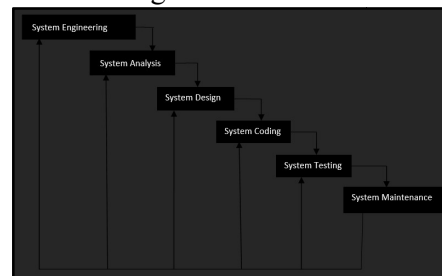 System Engineering
System Analysis
System Design
System Coding
System Testing
System Maintenance